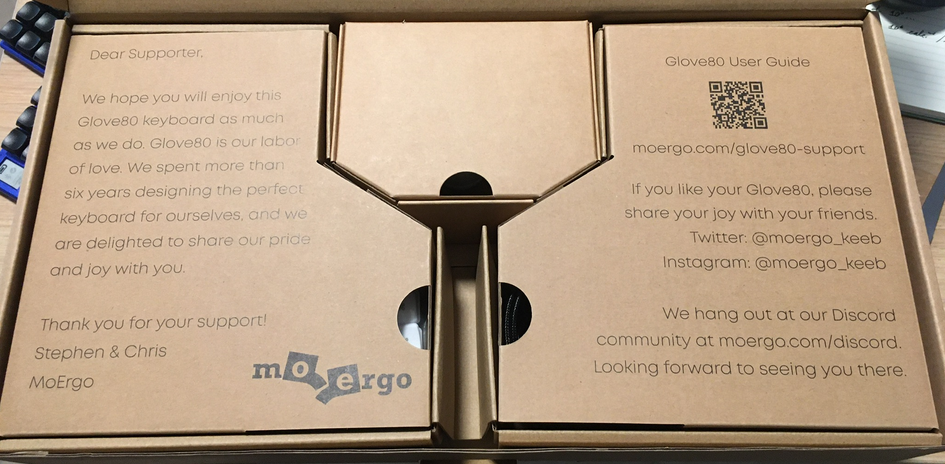 Dear Supporter,
We hope you will enjoy this
Glove80 keyboard as much
as we do. Glove80 is our labor
of love. We spent more than
six years designing the perfect
keyboard for ourselves, and we
are delighted to share our pride
and joy with you.
Thank you for your support!
Stephen & Chris
MoErgo
moergo
Glove80 User Guide
moergo.com/glove80-support
If you like your Glove80, please
share your joy with your friends.
Twitter: @moergo_keeb
Instagram: @moergo_keeb
We hang out at our Discord
community at moergo.com/discord.
Looking forward to seeing you there.